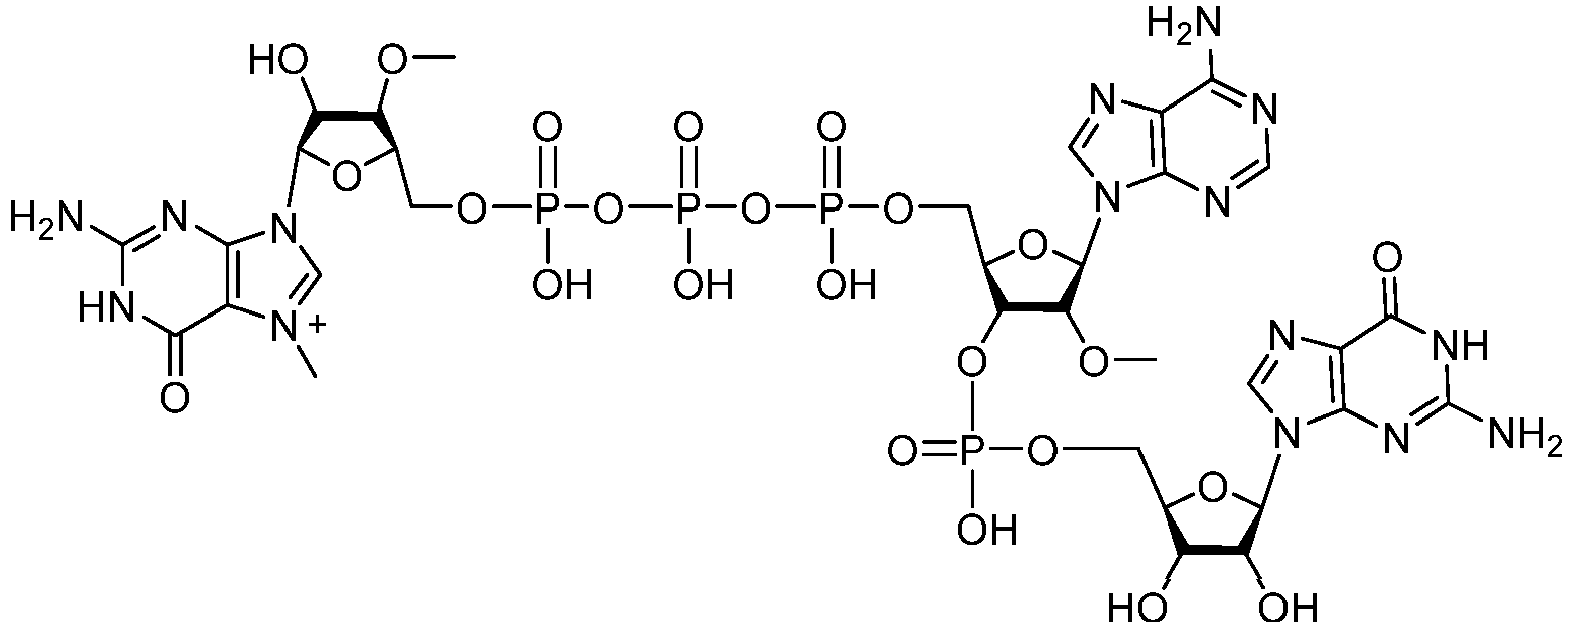 H2N
HO O
N N
O O O
N
O
H2N N N O P O P O P O
N N
O
HN N+
OH OH OH
O
O
O O
N NH
O=P O
N N NH2
O
OH
HO OH